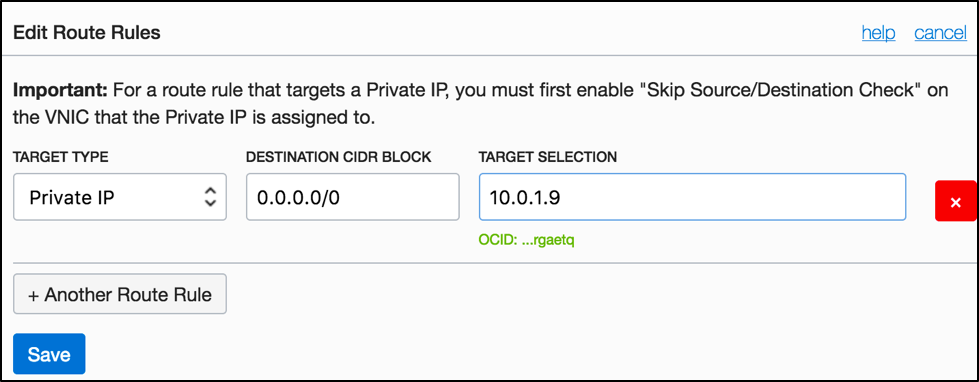 Edit Route Rules help cancel
Important: For a route rule that targets a Private IP, you must first enable "Skip Source/Destination Check" on
the VNIC that the Private IP is assigned to.
TARGET TYPE DESTINATION CIDR BLOCK TARGET SELECTION
Private IP 0.0.0.0/0 10.0.1.9 ×
OCID: ...rgaetq
+ Another Route Rule
Save